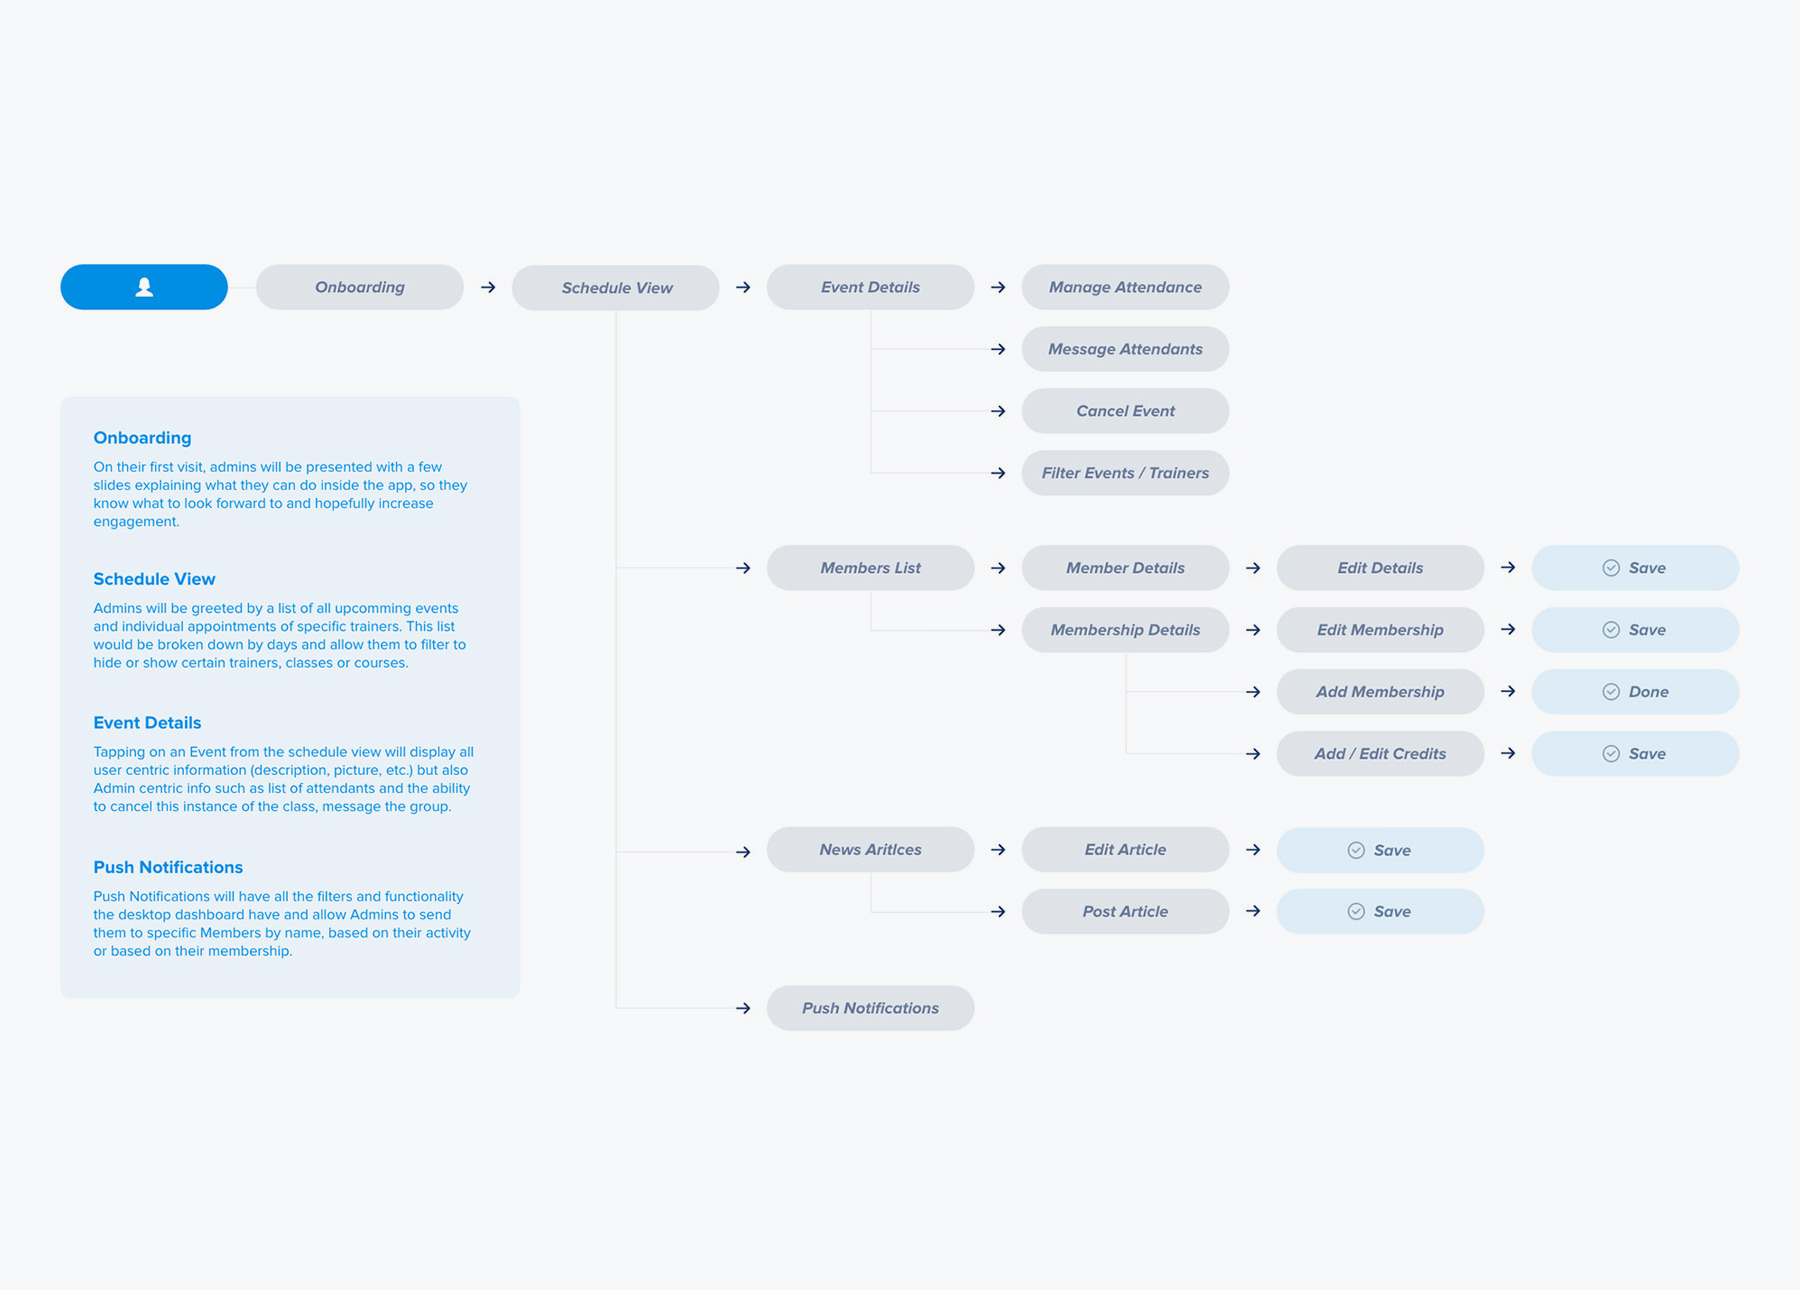 Onboarding
Schedule View
Event Details
Manage Attendance
Message Attendants
Cancel Event
Filter Events / Trainers
Onboarding
On their first visit, admins will be presented with a few
slides explaining what they can do inside the app, so they
know what to look forward to and hopefully increase
engagement.
Schedule View
Admins will be greeted by a list of all upcomming events
and individual appointments of specific trainers. This list
would be broken down by days and allow them to filter to
hide or show certain trainers, classes or courses.
Event Details
Tapping on an Event from the schedule view will display all
user centric information (description, picture, etc.) but also
Admin centric info such as list of attendants and the ability
to cancel this instance of the class, message the group.
Push Notifications
Push Notifications will have all the filters and functionality
the desktop dashboard have and allow Admins to send
them to specific Members by name, based on their activity
or based on their membership.
Members List
Member Details
Edit Details
Save
Membership Details
Edit Membership
Save
Add Membership
Done
Add / Edit Credits
Save
News Aritlces
Edit Article
Save
Post Article
Save
Push Notifications